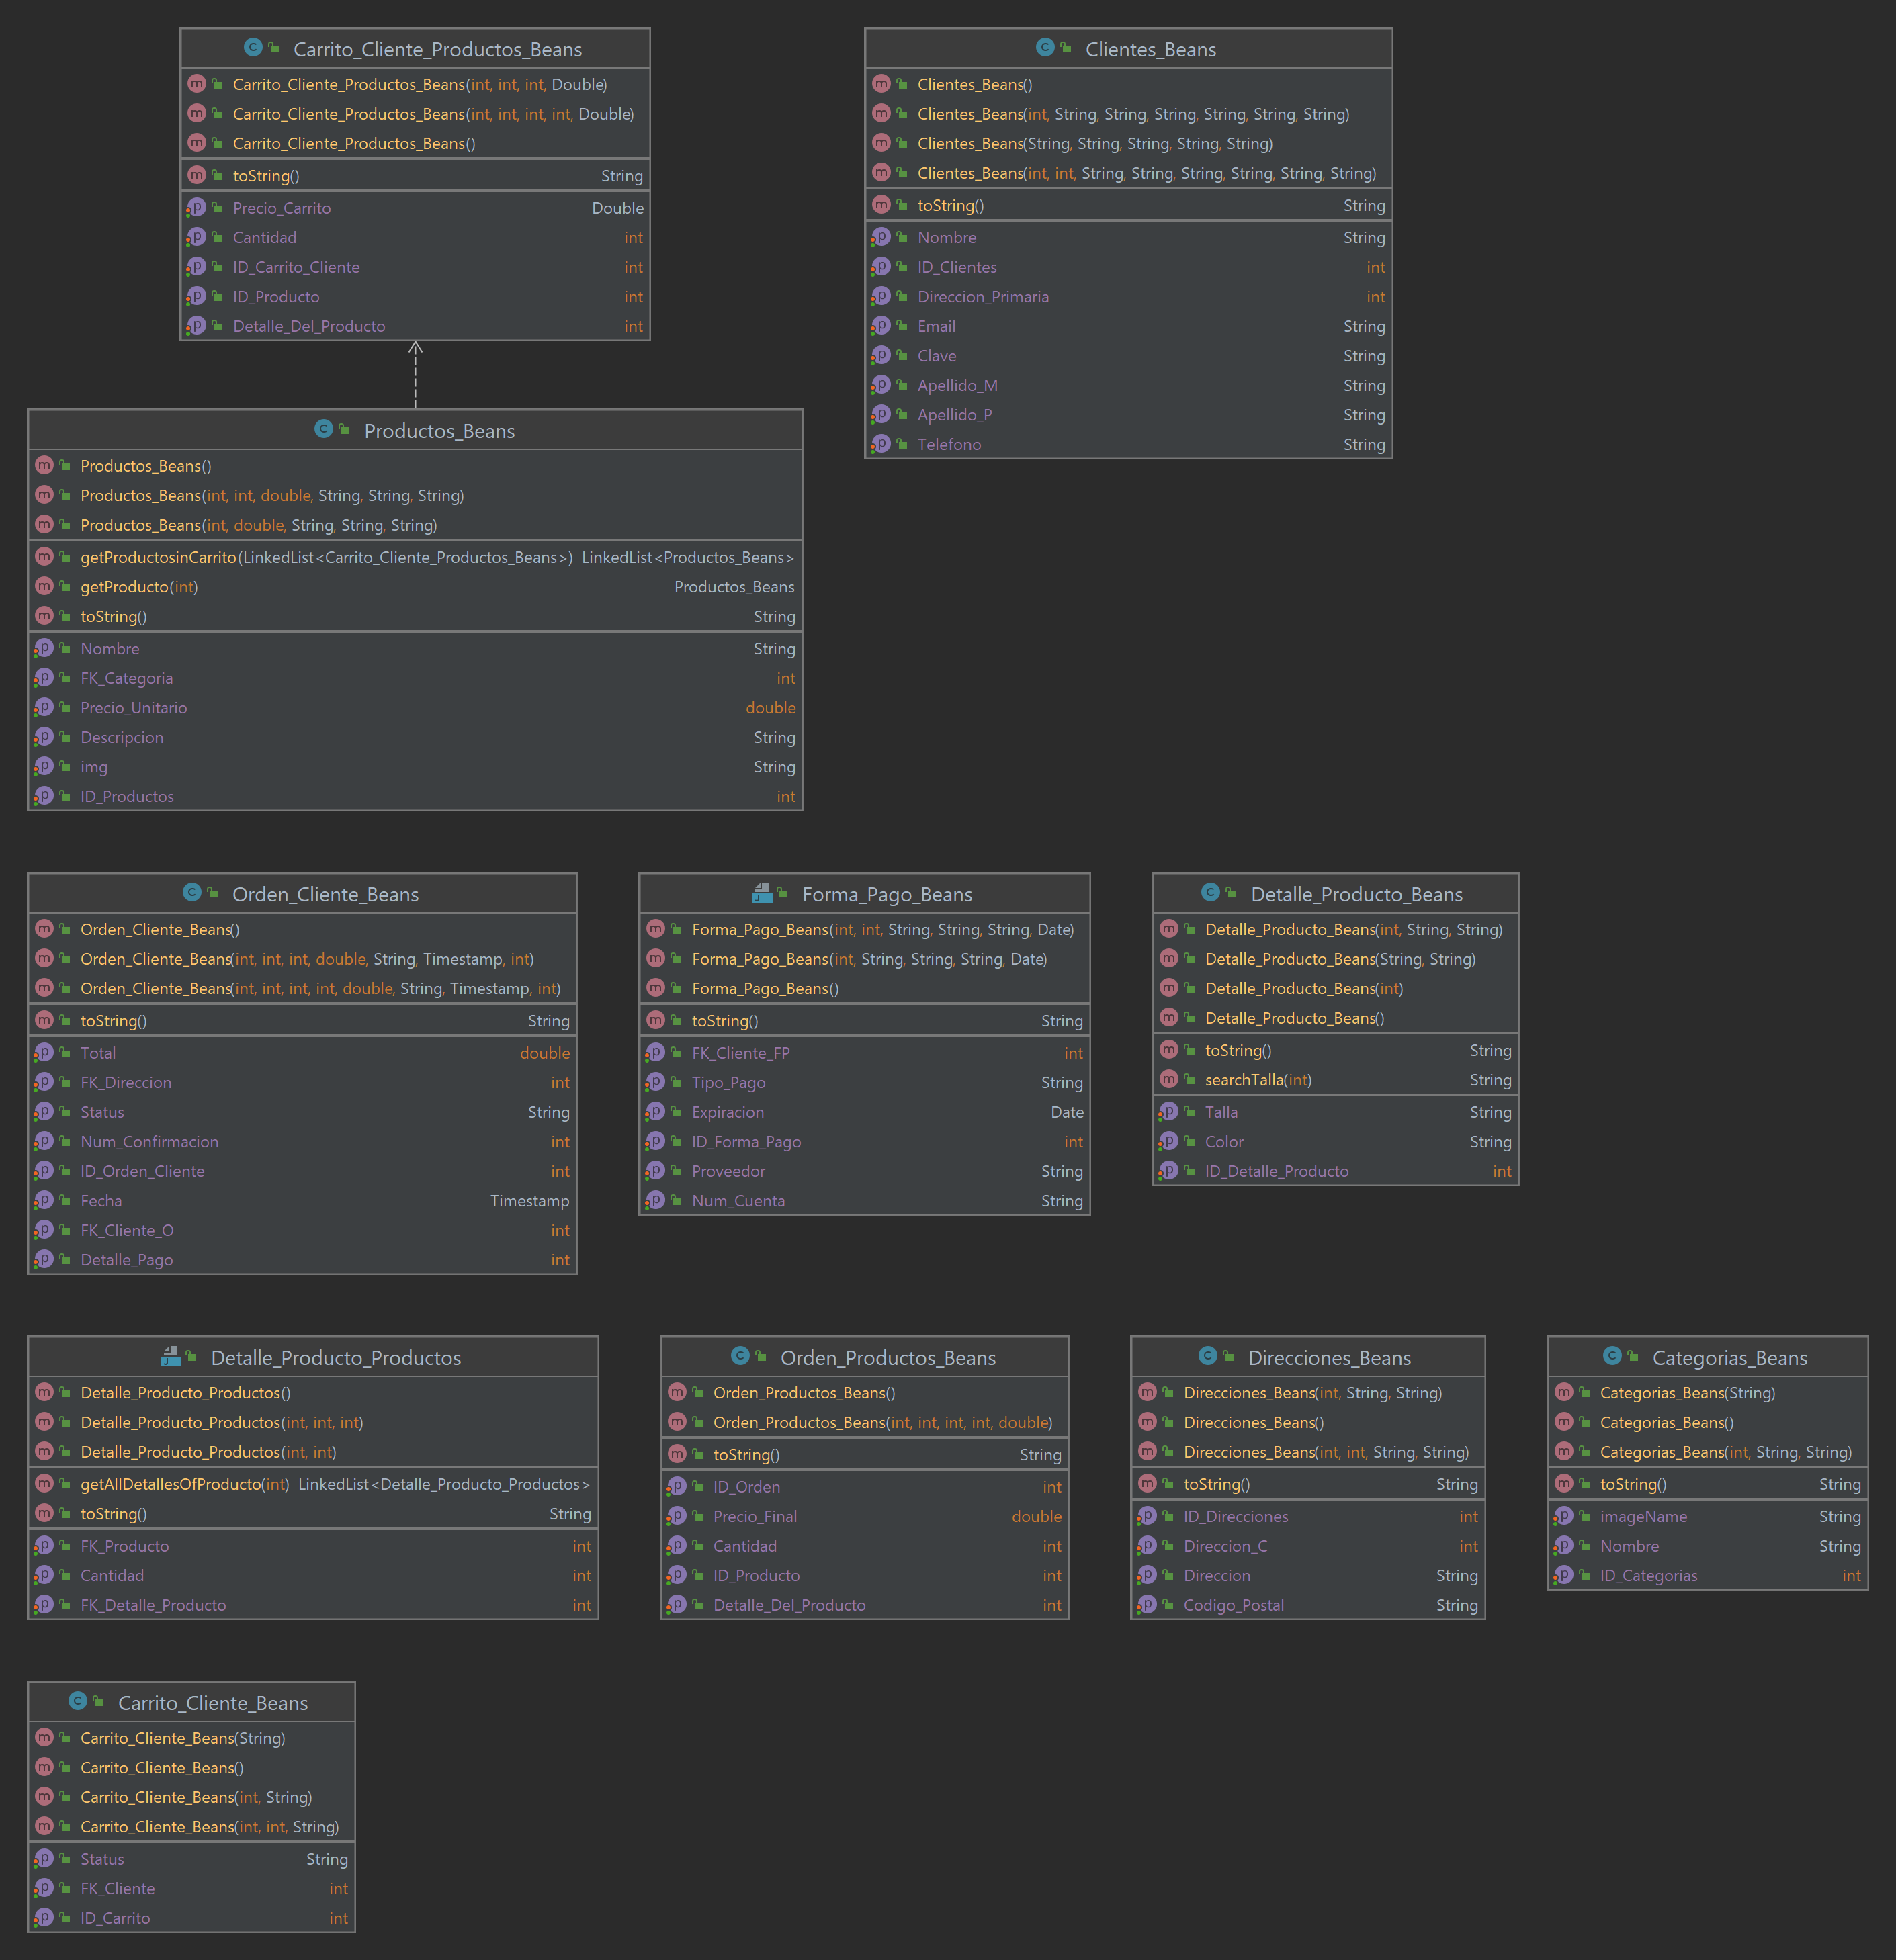 Carrito_Cliente_Productos_Beans
Carrito_Cliente_Productos_Beans(int, int, int, Double)
Carrito_Cliente_Productos_Beans(int, int, int, int, Double)
Carrito_Cliente_Productos_Beans()
toString() String
Precio_Carrito Double
Cantidad int
ID_Carrito_Cliente int
ID_Producto int
Detalle_Del_Producto int
Clientes_Beans
Clientes_Beans()
Clientes_Beans(int, String, String, String, String, String, String)
Clientes_Beans(String, String, String, String, String)
Clientes_Beans(int, int, String, String, String, String, String, String)
toString() String
Nombre String
ID_Clientes int
Direccion_Primaria int
Email String
Clave String
Apellido_M String
Apellido_P String
Telefono String
Productos_Beans
Productos_Beans()
Productos_Beans(int, int, double, String, String, String)
Productos_Beans(int, double, String, String, String)
getProductosinCarrito(LinkedList<Carrito_Cliente_Productos_Beans>) LinkedList<Productos_Beans>
getProducto(int) Productos_Beans
toString() String
Nombre String
FK_Categoria int
Precio_Unitario double
Descripcion String
img String
ID_Productos int
Orden_Cliente_Beans
Orden_Cliente_Beans()
Orden_Cliente_Beans(int, int, int, double, String, Timestamp, int)
Orden_Cliente_Beans(int, int, int, int, double, String, Timestamp, int)
toString() String
Total double
FK_Direccion int
Status String
Num_Confirmacion int
ID_Orden_Cliente int
Fecha Timestamp
FK_Cliente_O int
Detalle_Pago int
Forma_Pago_Beans
Forma_Pago_Beans(int, int, String, String, String, Date)
Forma_Pago_Beans(int, String, String, String, Date)
Forma_Pago_Beans()
toString() String
FK_Cliente_FP int
Tipo_Pago String
Expiracion Date
ID_Forma_Pago int
Proveedor String
Num_Cuenta String
Detalle_Producto_Beans
Detalle_Producto_Beans(int, String, String)
Detalle_Producto_Beans(String, String)
Detalle_Producto_Beans(int)
Detalle_Producto_Beans()
toString() String
searchTalla(int) String
Talla String
Color String
ID_Detalle_Producto int
Detalle_Producto_Productos
Detalle_Producto_Productos()
Detalle_Producto_Productos(int, int, int)
Detalle_Producto_Productos(int, int)
getAllDetallesOfProducto(int) LinkedList<Detalle_Producto_Productos>
toString() String
FK_Producto int
Cantidad int
FK_Detalle_Producto int
Orden_Productos_Beans
Orden_Productos_Beans()
Orden_Productos_Beans(int, int, int, int, double)
toString() String
ID_Orden int
Precio_Final double
Cantidad int
ID_Producto int
Detalle_Del_Producto int
Direcciones_Beans
Direcciones_Beans(int, String, String)
Direcciones_Beans()
Direcciones_Beans(int, int, String, String)
toString() String
ID_Direcciones int
Direccion_C int
Direccion String
Codigo_Postal String
Categorias_Beans
Categorias_Beans(String)
Categorias_Beans()
Categorias_Beans(int, String, String)
toString() String
imageName String
Nombre String
ID_Categorias int
Carrito_Cliente_Beans
Carrito_Cliente_Beans(String)
Carrito_Cliente_Beans()
Carrito_Cliente_Beans(int, String)
Carrito_Cliente_Beans(int, int, String)
Status String
FK_Cliente int
ID_Carrito int